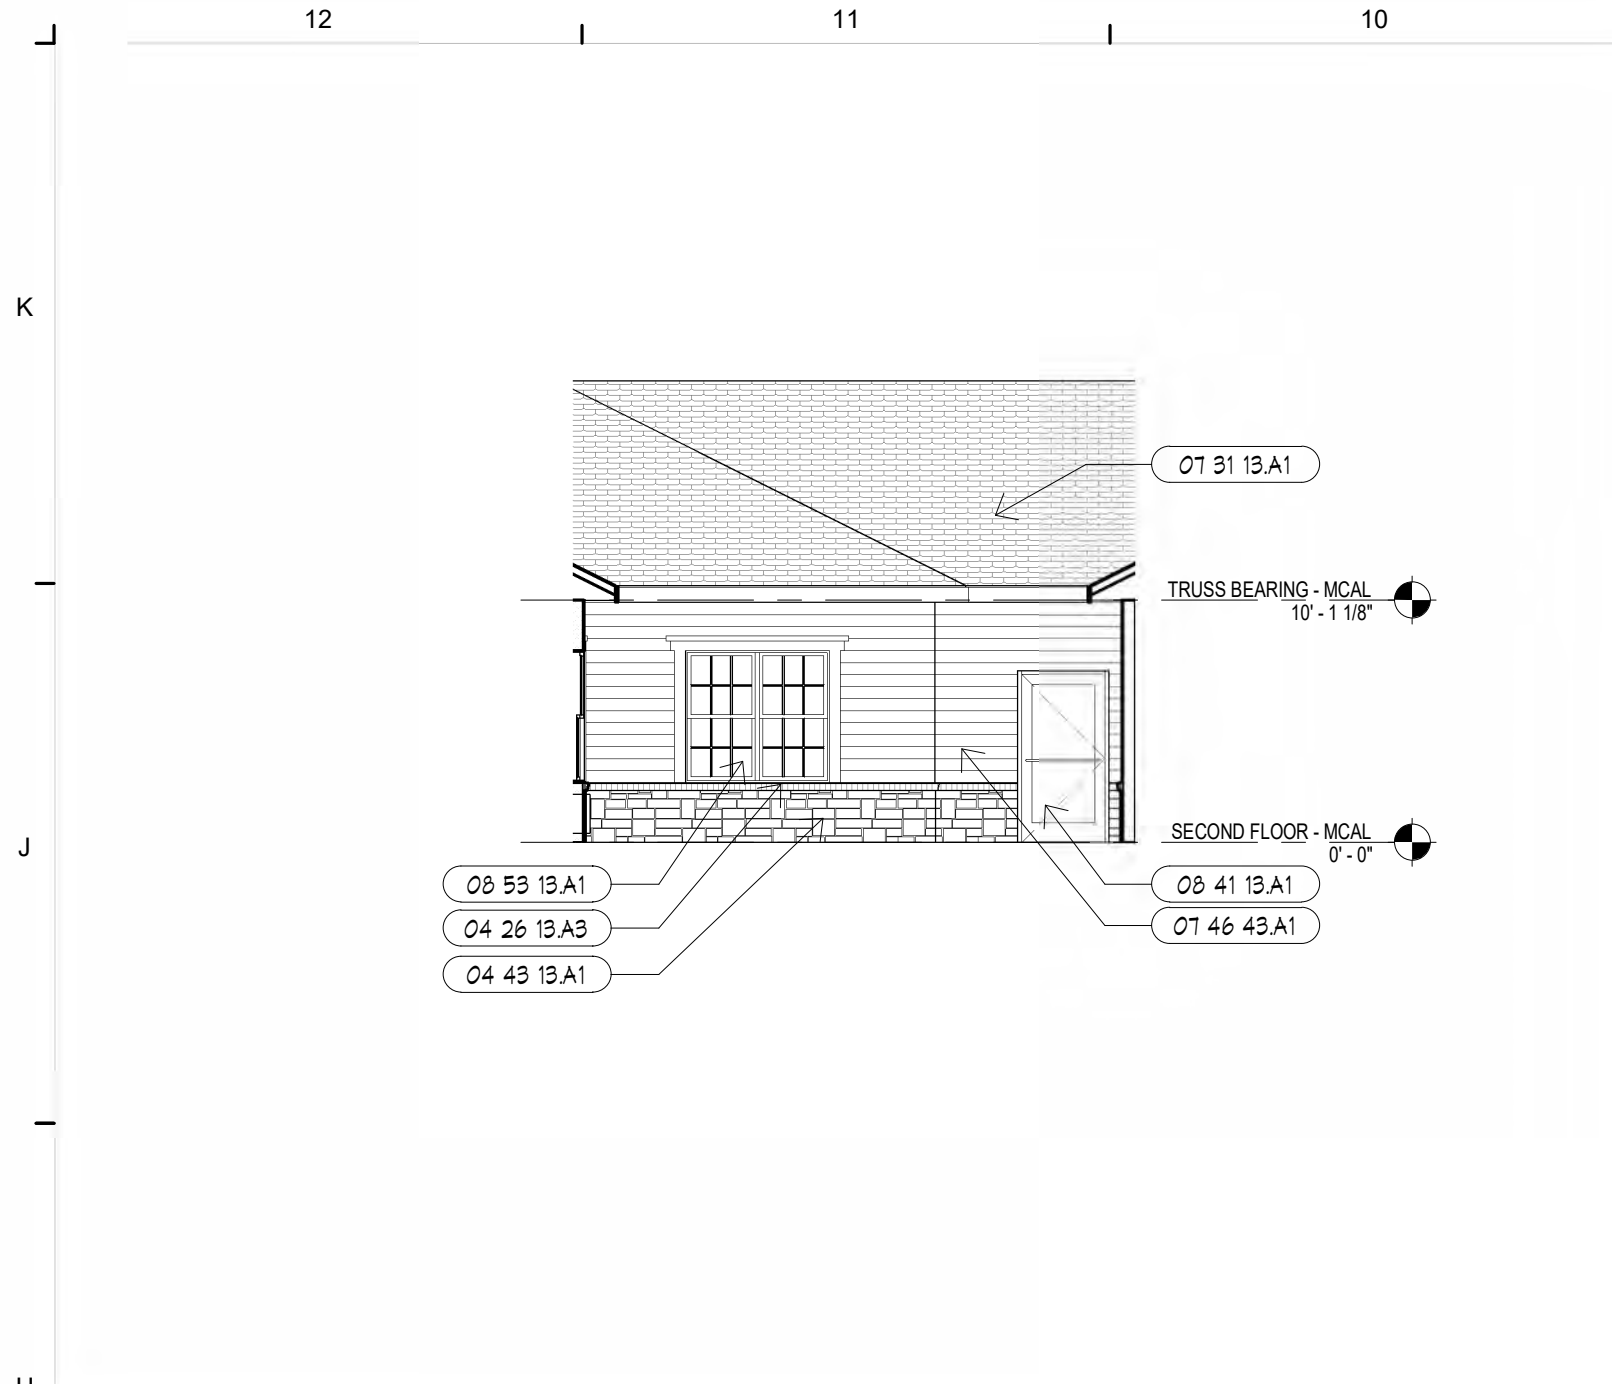 12 11 10
K
07 31 13.A1
TRUSS BEARING - MCAL
10' - 1 1/8"
J
SECOND FLOOR - MCAL
0' - 0"
08 53 13.A1
08 41 13.A1
04 26 13.A3
07 46 43.A1
04 43 13.A1